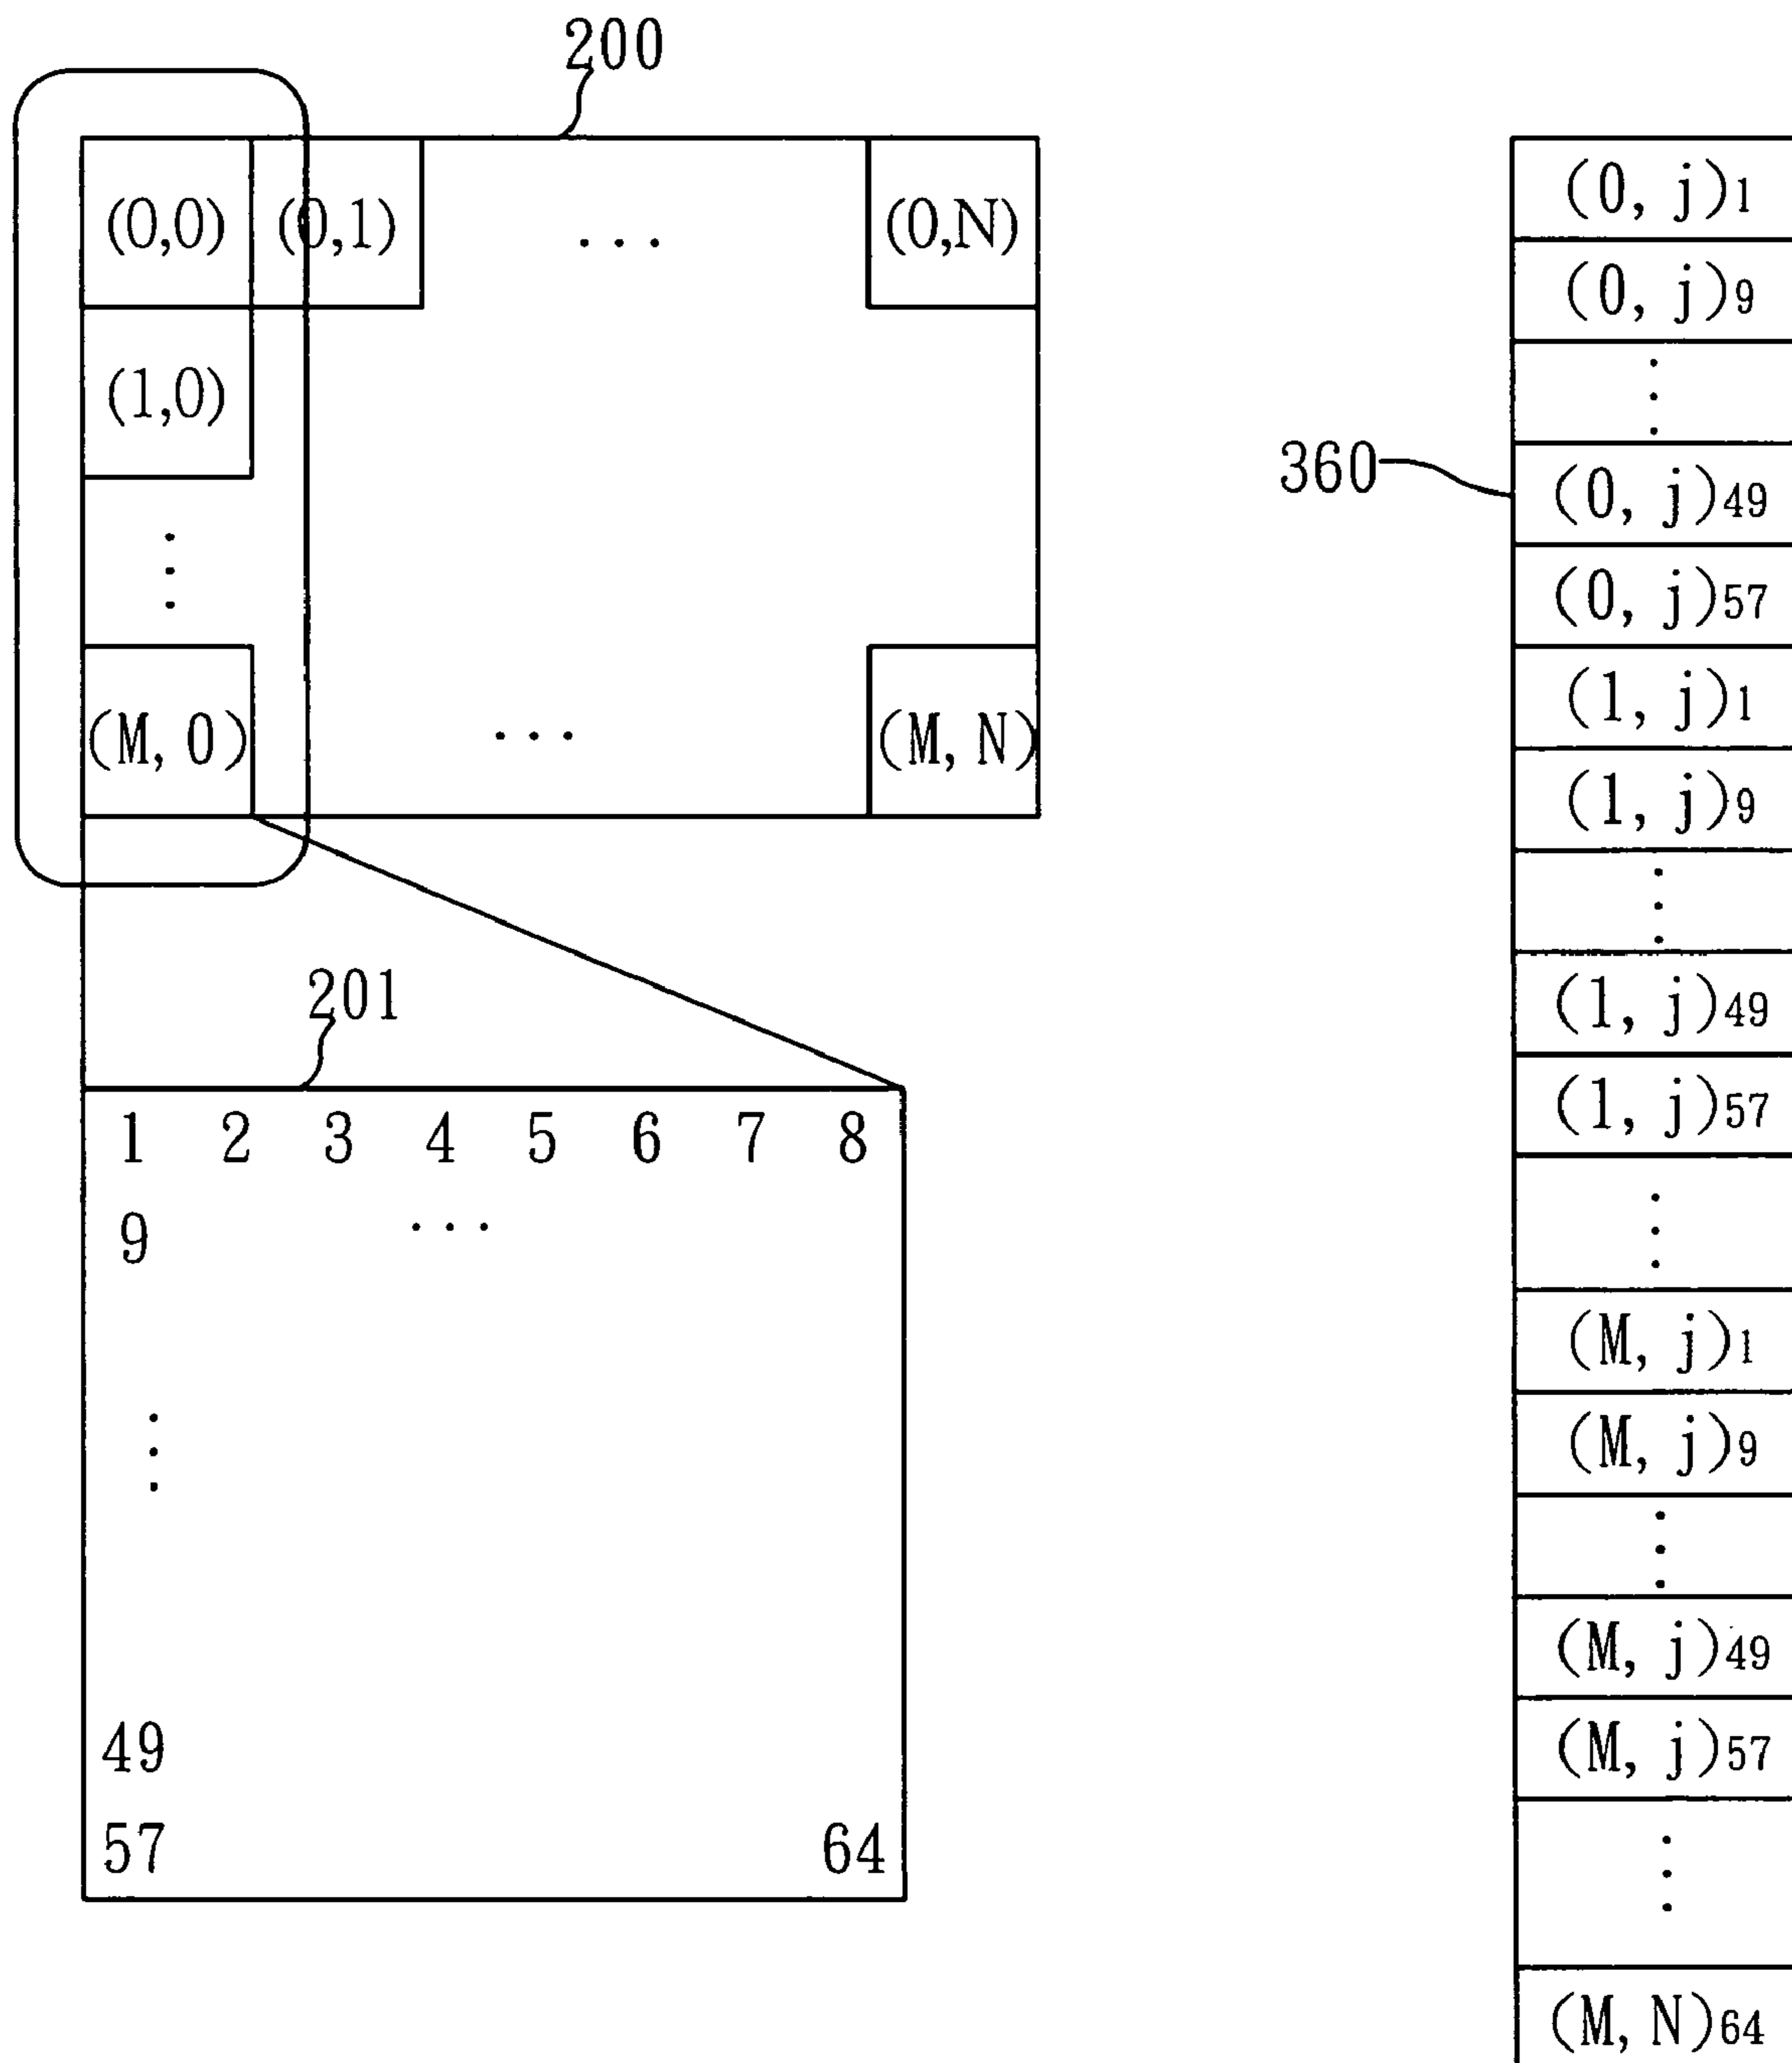 200
(0,0) (0,1) ... (0,N)
(1,0)
(M, 0) ... (M, N)
201
1 2 3 4 5 6 7 8
9 ...
49
57 64
360
(0, j)1
(0, j)9
(0, j)49
(0, j)57
(1, j)1
(1, j)9
(1, j)49
(1, j)57
(M, j)1
(M, j)9
(M, j)49
(M, j)57
(M, N)64